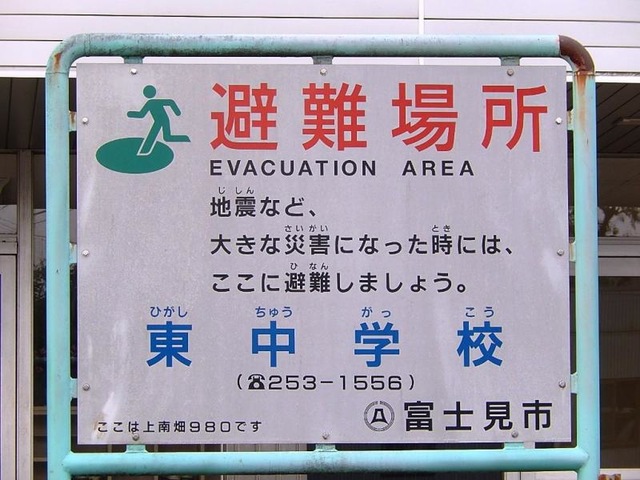 避難場所
EVACUATION AREA
じしん
地震など、
さいがい とき
大きな災害になった時には、
ひなん
ここに避難しましょう。
ひがし ちゅう がっ こう
東中学校
(☎253-1556)
ここは上南畑980です
富士見市